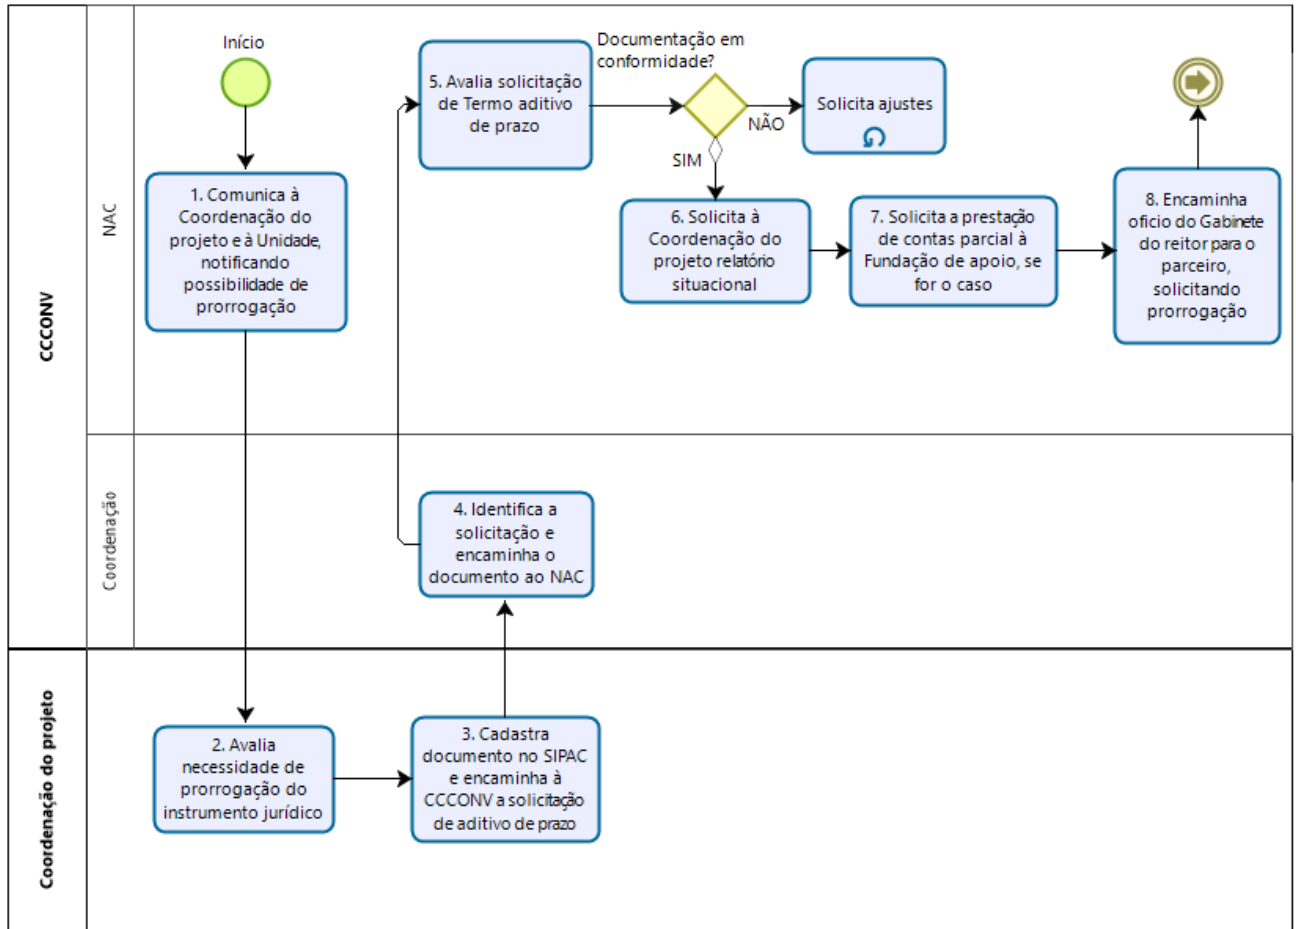 CCCONV
NAC
Início
1. Comunica à
Coordenação do
projeto e à Unidade,
notificando
possibilidade de
prorrogação
5. Avalia solicitação
de Termo aditivo
de prazo
Documentação em
conformidade?
NÃO
SIM
Solicita ajustes
6. Solicita à
Coordenação do
projeto relatório
situacional
7. Solicita a prestação
de contas parcial à
Fundação de apoio, se
for o caso
8. Encaminha
oficio do Gabinete
do reitor para o
parceiro,
solicitando
prorrogação
Coordenação
4. Identifica a
solicitação e
encaminha o
documento ao NAC
Coordenação do projeto
2. Avalia
necessidade de
prorrogação do
instrumento jurídico
3. Cadastra
documento no SIPAC
e encaminha à
CCCONV a solicitação
de aditivo de prazo